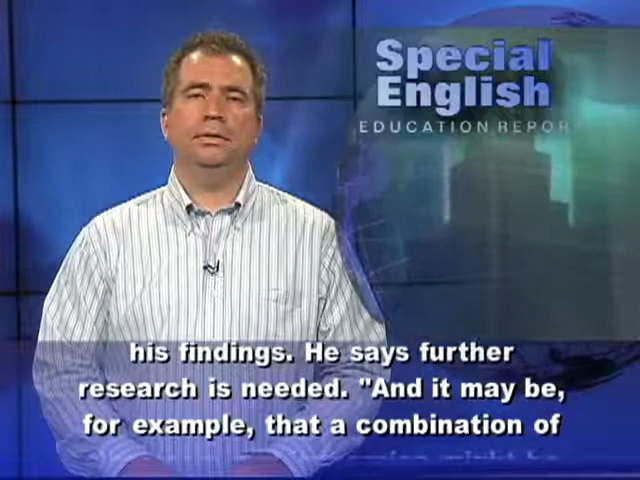 Special
English
EDUCATION REPOR
his findings. He says further
research is needed. "And it may be,
for example, that a combination of